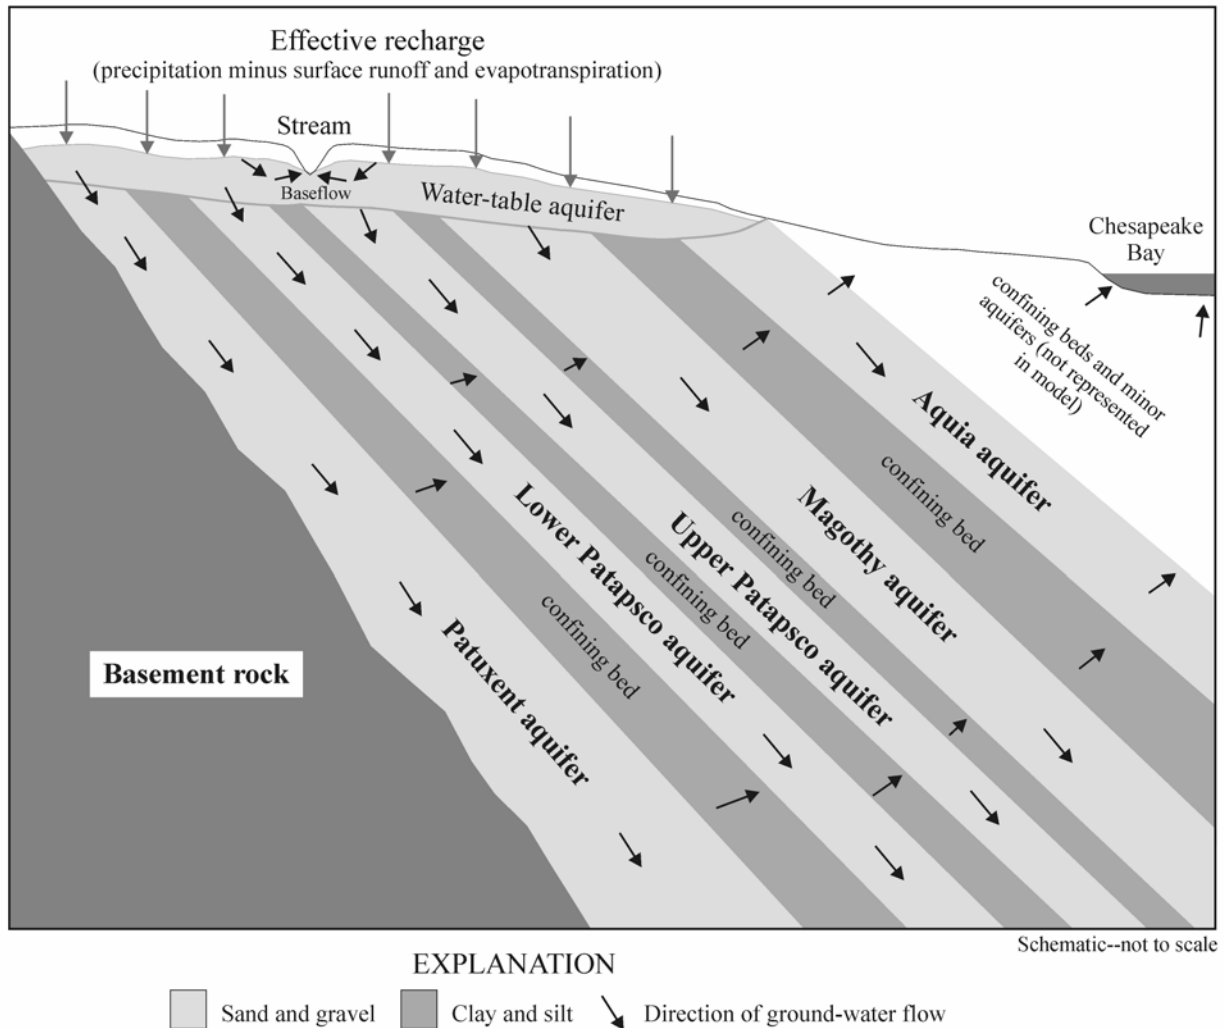 Effective recharge
(precipitation minus surface runoff and evapotranspiration)
Stream
Baseflow
Water-table aquifer
Chesapeake
Bay
confining beds and minor
aquifers (not represented
in model)
Aquia aquifer
confining bed
Magothy aquifer
confining bed
Upper Patapsco aquifer
confining bed
Lower Patapsco aquifer
confining bed
Patuxent aquifer
Basement rock
Schematic--not to scale
EXPLANATION
Sand and gravel
Clay and silt
Direction of ground-water flow